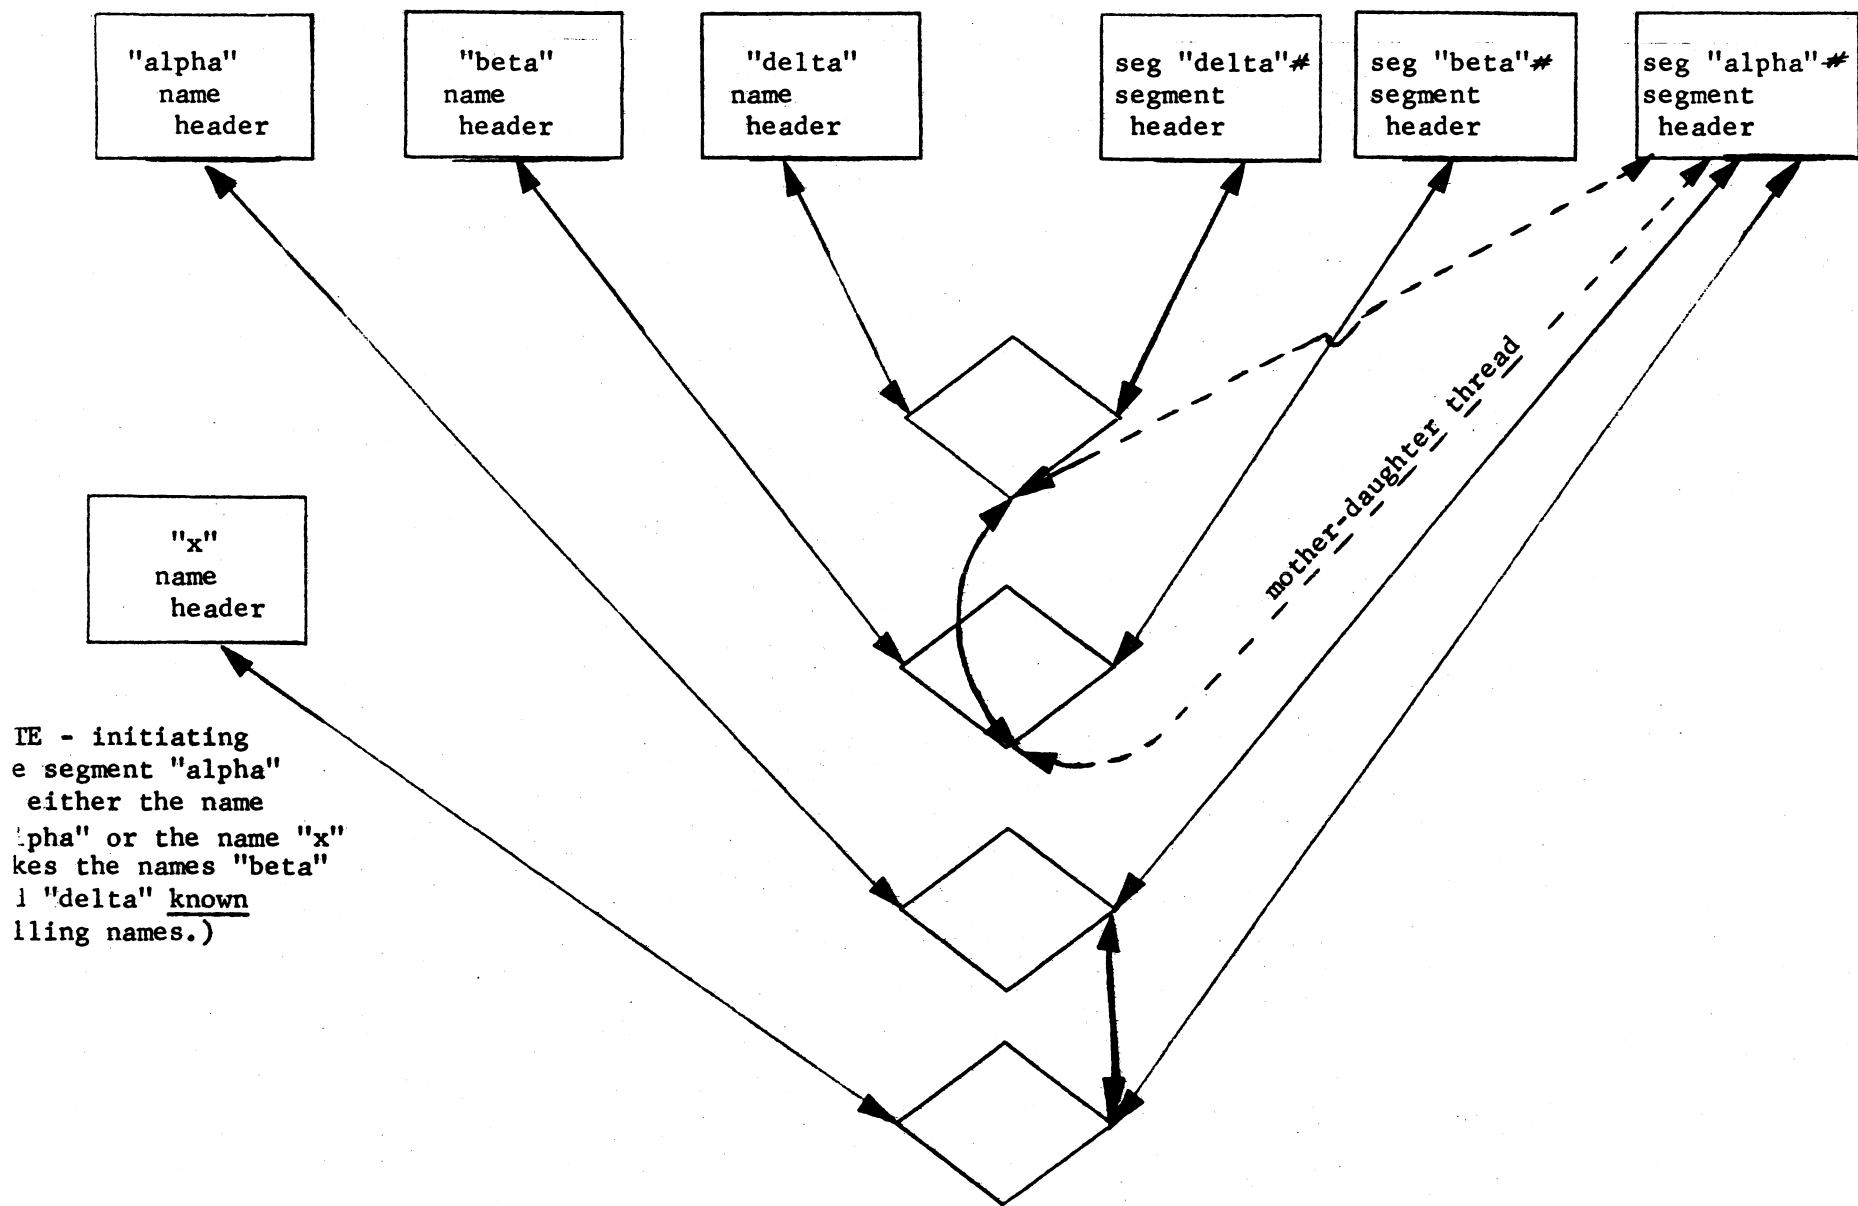 "alpha"
name
header
"beta"
name
header
"delta"
name
header
seg "delta"#
segment
header
seg "beta"#
segment
header
seg "alpha"#
segment
header
mother-daughter thread
"x"
name
header
TE - initiating
e segment "alpha"
either the name
lpha" or the name "x"
kes the names "beta"
d "delta" known
lling names.)